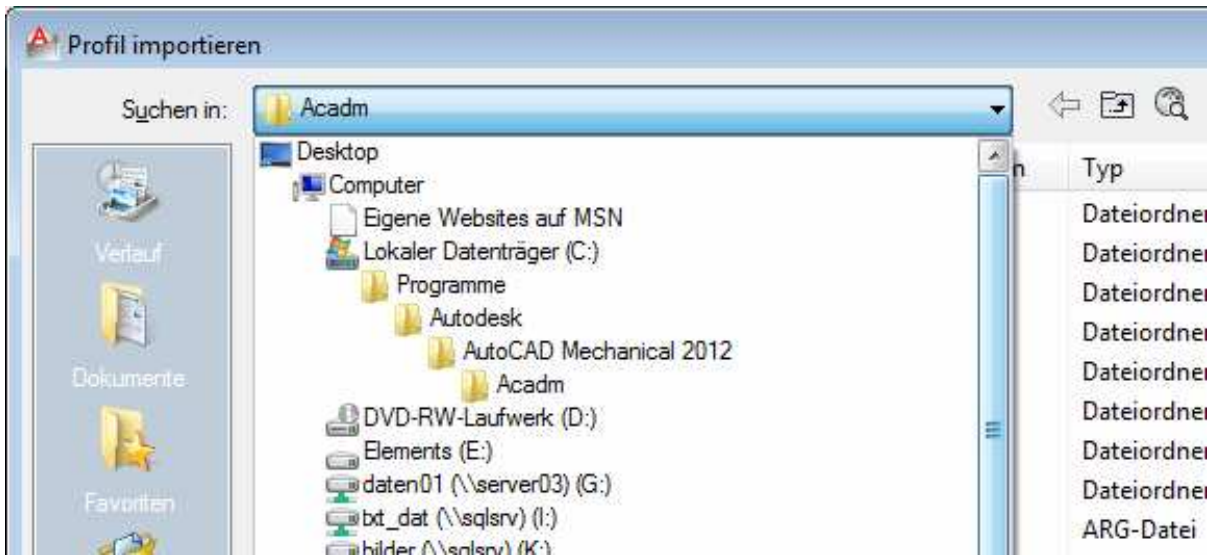 Profil importieren
Suchen in:
Acadm
Desktop
Computer
Eigene Websites auf MSN
Lokaler Datenträger (C:)
Programme
Autodesk
AutoCAD Mechanical 2012
Acadm
DVD-RW-Laufwerk (D:)
Elements (E:)
daten01 (\\server03) (G:)
txt_dat (\\sqlsrv) (I:)
bilder (\\sqlsrv) (K:)
Verlauf
Dokumente
Favoriten
n
Typ
Dateiordner
Dateiordner
Dateiordner
Dateiordner
Dateiordner
Dateiordner
Dateiordner
Dateiordner
ARG-Datei